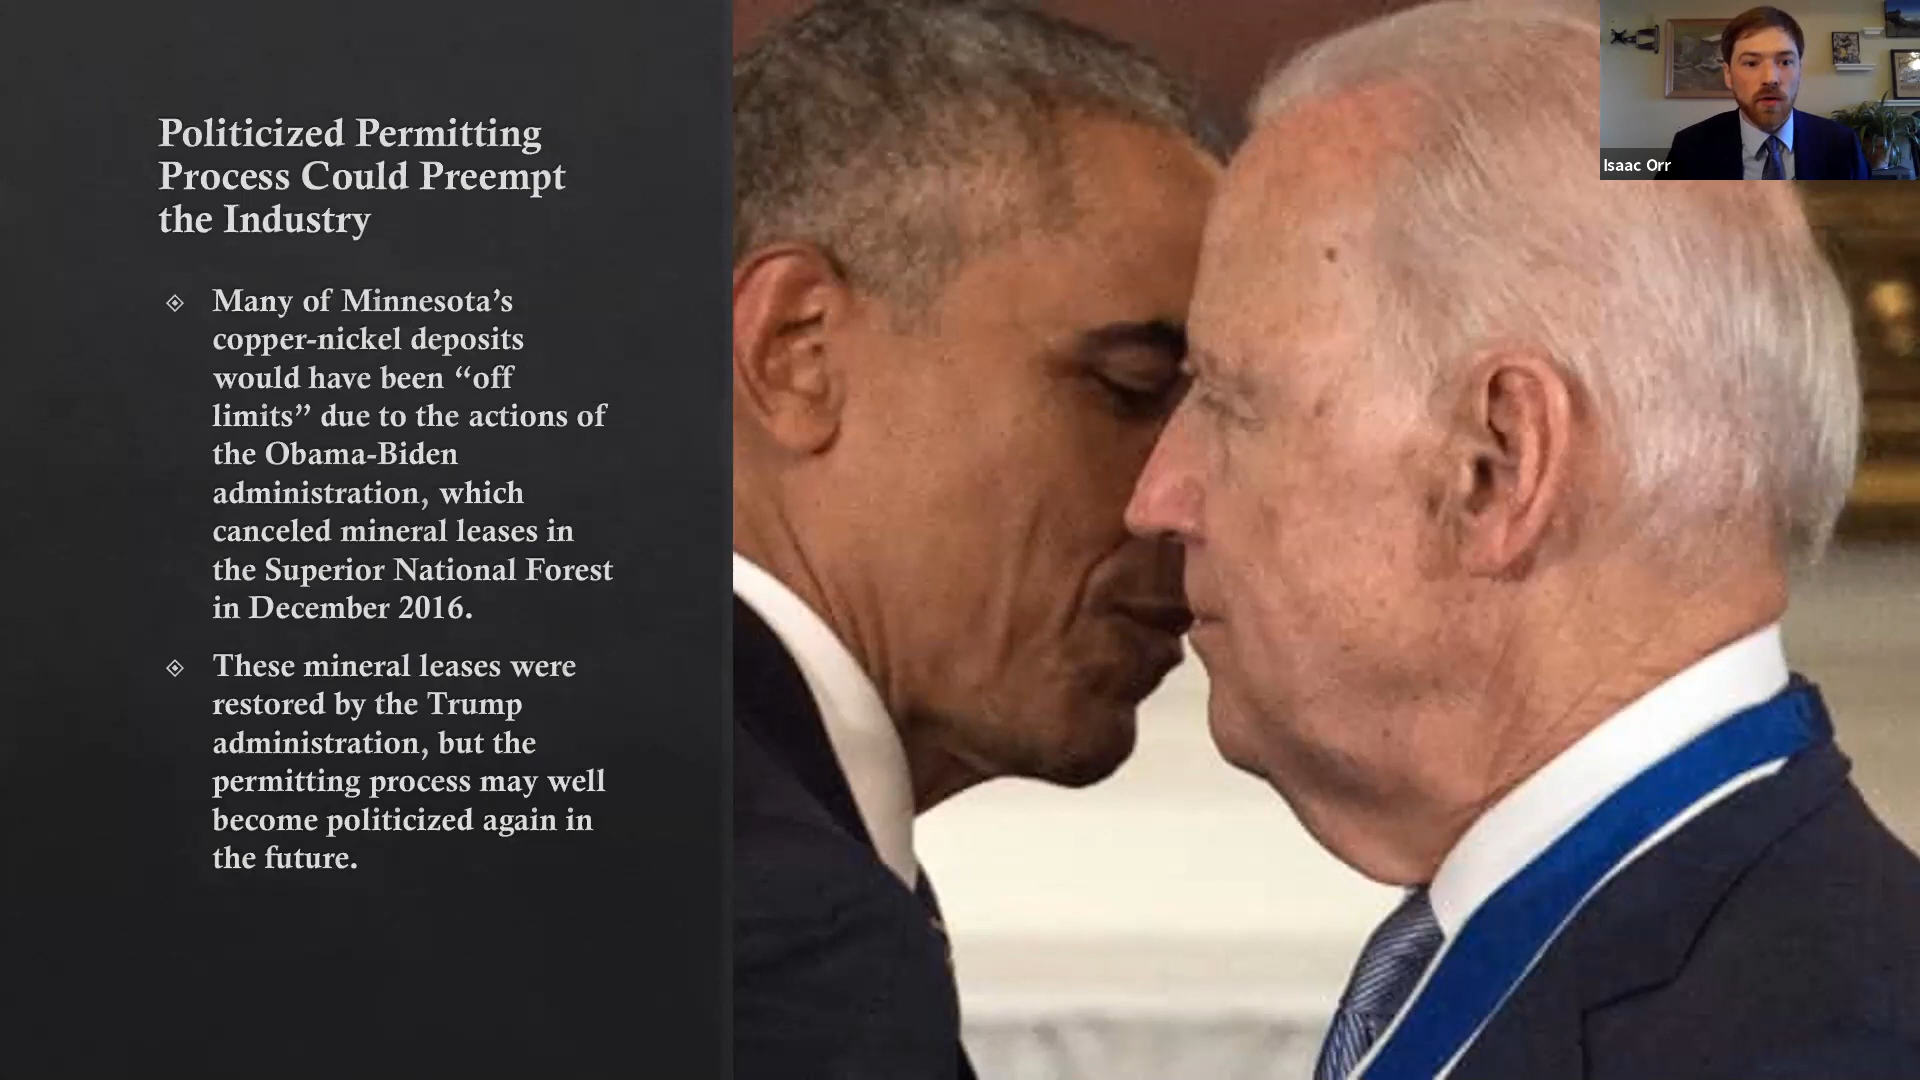 Politicized Permitting
Process Could Preempt
the Industry
Many of Minnesota’s
copper-nickel deposits
would have been “off
limits” due to the actions of
the Obama-Biden
administration, which
canceled mineral leases in
the Superior National Forest
in December 2016.
These mineral leases were
restored by the Trump
administration, but the
permitting process may well
become politicized again in
the future.
Isaac Orr